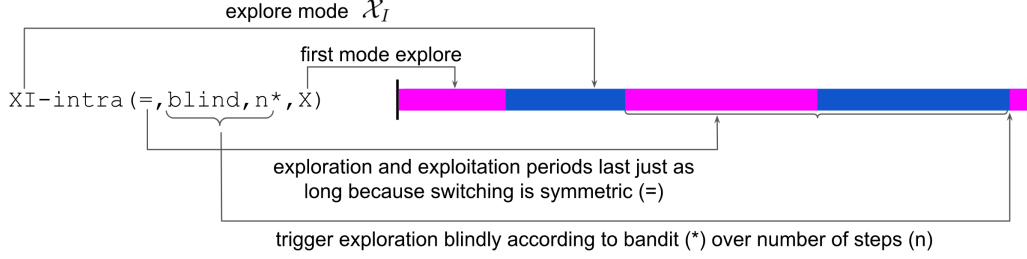 explore mode 𝒳_I
first mode explore
XI-intra(=,blind,n*,X)
exploration and exploitation periods last just as
long because switching is symmetric (=)
trigger exploration blindly according to bandit (*) over number of steps (n)